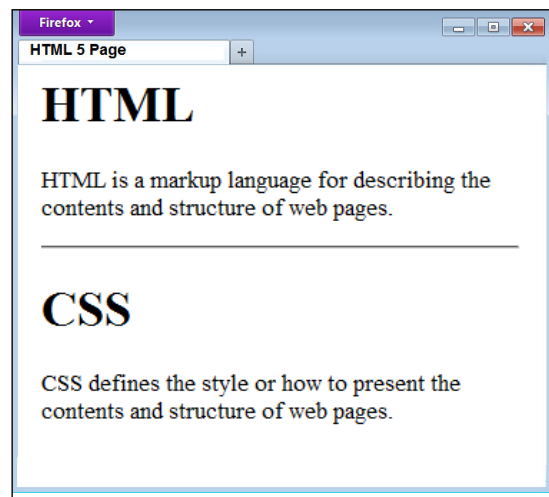 Firefox
HTML 5 Page
HTML
HTML is a markup language for describing the
contents and structure of web pages.
CSS
CSS defines the style or how to present the
contents and structure of web pages.